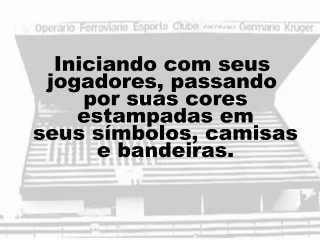 Operário Ferroviário Esporte Clube Germano Krüger
Iniciando com seus
jogadores, passando
por suas cores
estampadas em
seus símbolos, camisas
e bandeiras.